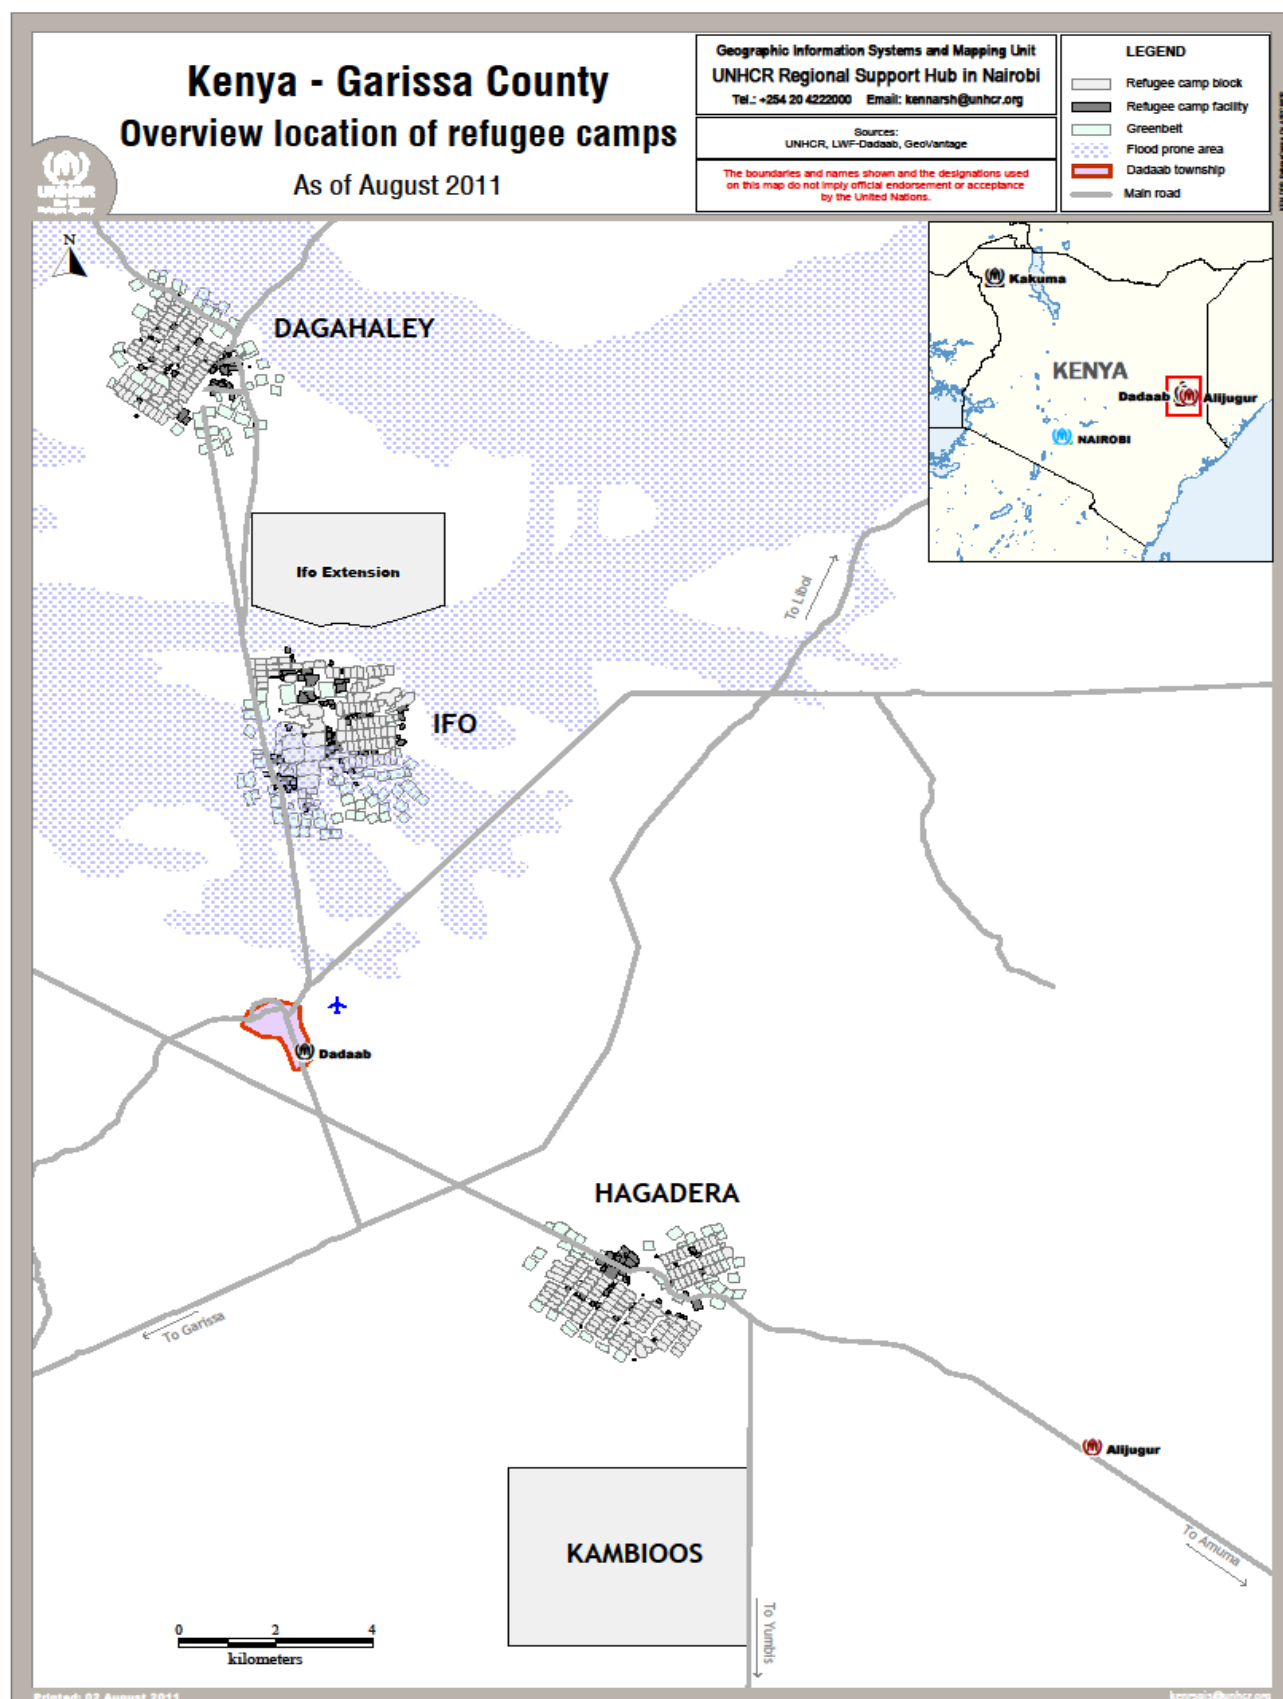 Kenya - Garissa County
Overview location of refugee camps
As of August 2011
UNHCR
Geographic Information Systems and Mapping Unit
UNHCR Regional Support Hub in Nairobi
Tel.: +254 20 4222000 Email: kennarsh@unhcr.org
Sources:
UNHCR, LWF-Dadaab, GeoVantage
The boundaries and names shown and the designations used
on this map do not imply official endorsement or acceptance
by the United Nations.
LEGEND
Refugee camp block
Refugee camp facility
Greenbelt
Flood prone area
Dadaab township
Main road
N
DAGAHALEY
Kakuma
KENYA
Dadaab
Alijugur
NAIROBI
Ifo Extension
To Liboi
IFO
Dadaab
HAGADERA
To Garissa
Alijugur
To Amuma
KAMBIOOS
To Yumbis
0 2 4
kilometers
Printed: 02 August 2011